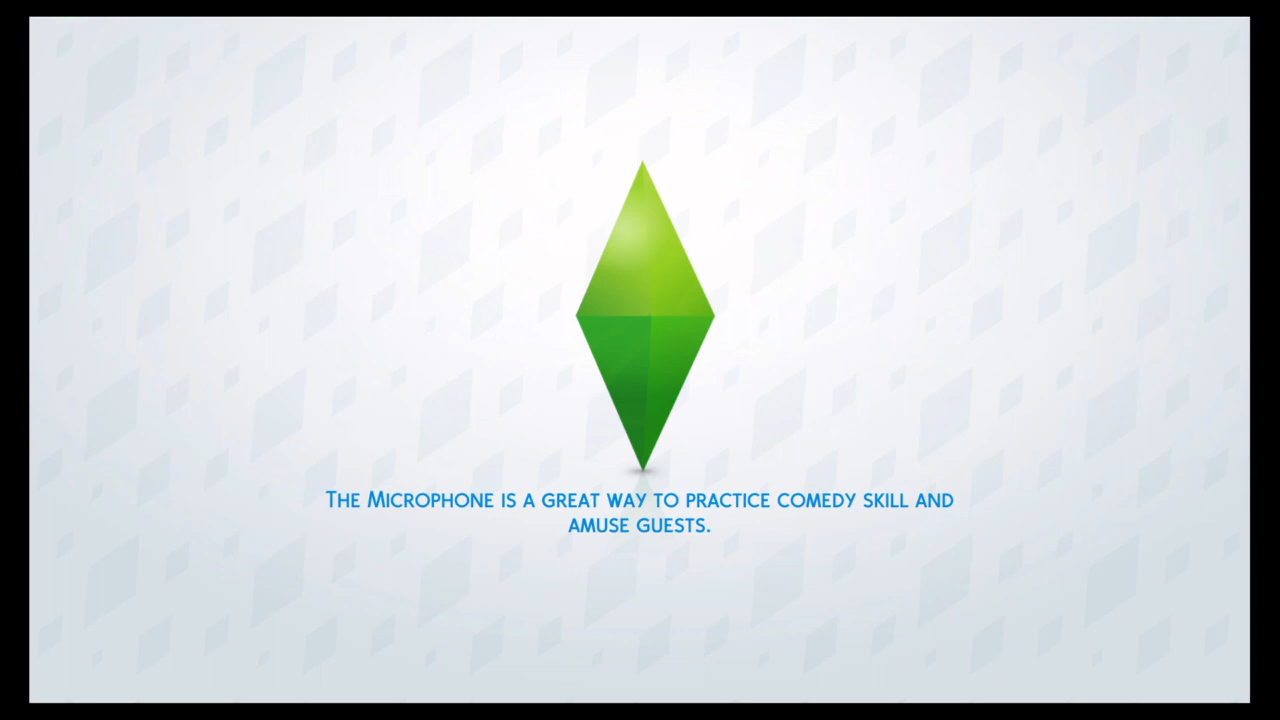 The Microphone is a great way to practice comedy skill and
amuse guests.